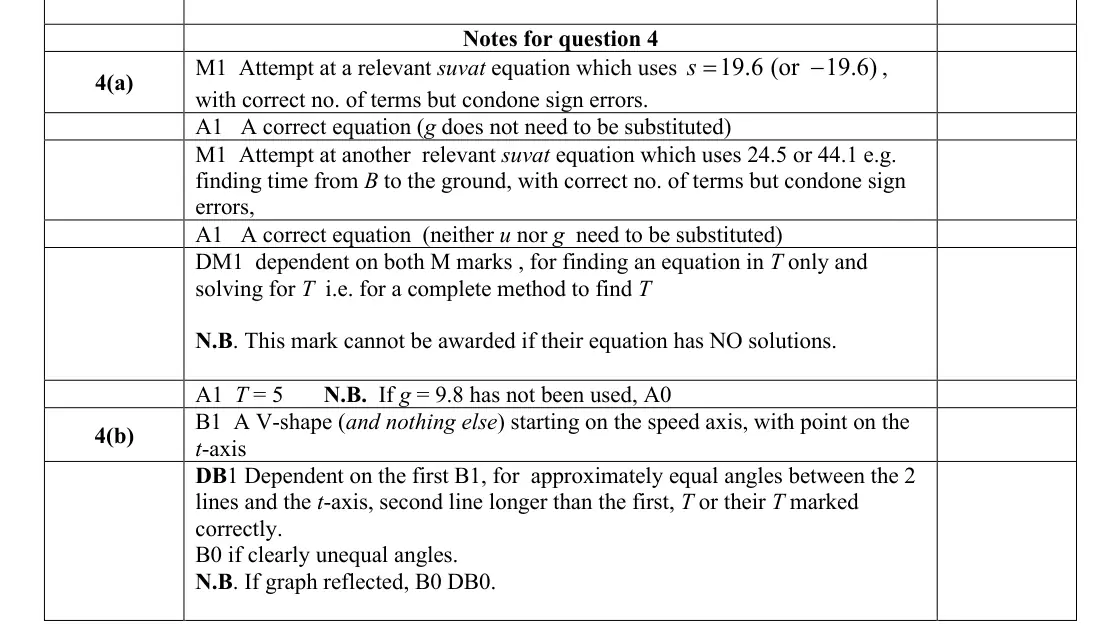 Notes for question 4
4(a)
M1 Attempt at a relevant suvat equation which uses s = 19.6 (or −19.6) ,
with correct no. of terms but condone sign errors.
A1 A correct equation (g does not need to be substituted)
M1 Attempt at another relevant suvat equation which uses 24.5 or 44.1 e.g.
finding time from B to the ground, with correct no. of terms but condone sign
errors,
A1 A correct equation (neither u nor g need to be substituted)
DM1 dependent on both M marks , for finding an equation in T only and
solving for T i.e. for a complete method to find T
N.B. This mark cannot be awarded if their equation has NO solutions.
A1 T = 5 N.B. If g = 9.8 has not been used, A0
4(b)
B1 A V-shape (and nothing else) starting on the speed axis, with point on the
t-axis
DB1 Dependent on the first B1, for approximately equal angles between the 2
lines and the t-axis, second line longer than the first, T or their T marked
correctly.
B0 if clearly unequal angles.
N.B. If graph reflected, B0 DB0.